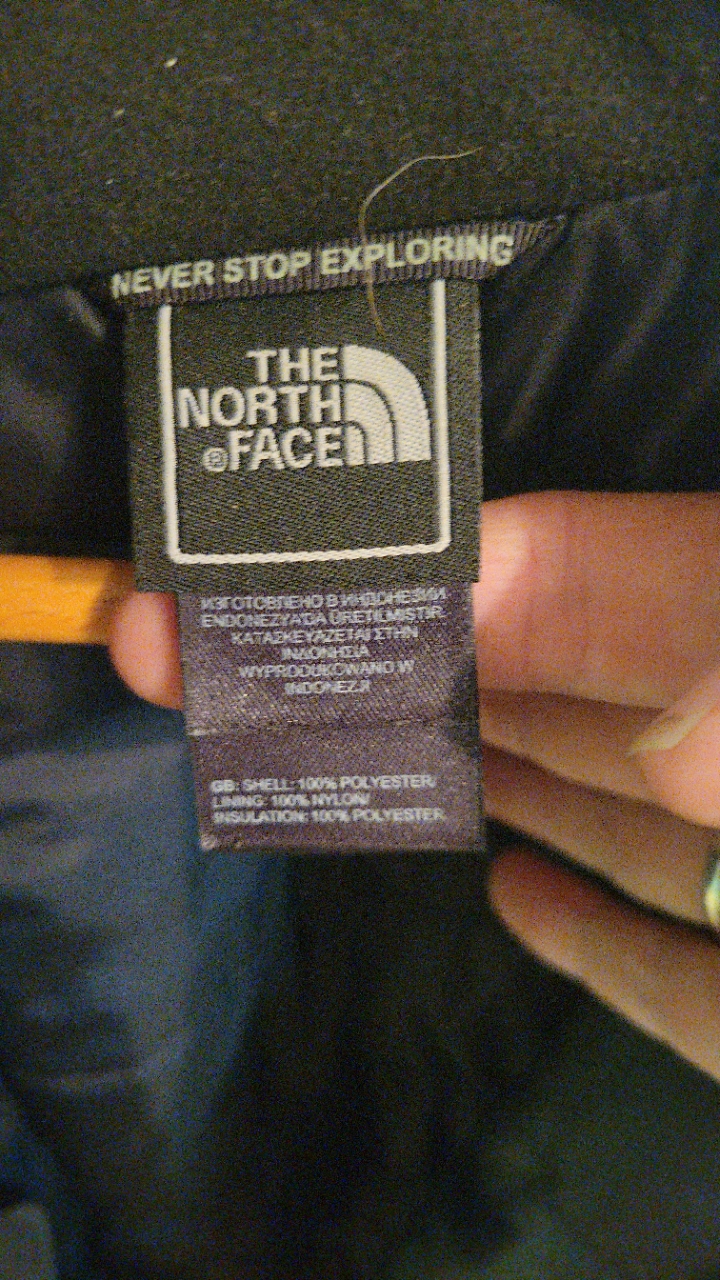 NEVER STOP EXPLORING
THE
NORTH
FACE
ИЗГОТОВЛЕНО В ИНДОНЕЗИИ
ENDONEZYA'DA ÜRETILMISTIR.
ΚΑΤΑΣΚΕΥΑΖΕΤΑΙ ΣΤΗΝ
ΙΝΔΟΝΗΣΙΑ
WYPRODUKOWANO W
INDONEZJI
GB: SHELL: 100% POLYESTER/
LINING: 100% NYLON/
INSULATION: 100% POLYESTER